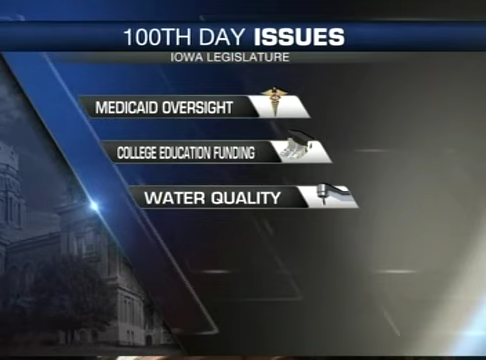 100TH DAY ISSUES
IOWA LEGISLATURE
MEDICAID OVERSIGHT
COLLEGE EDUCATION FUNDING
WATER QUALITY